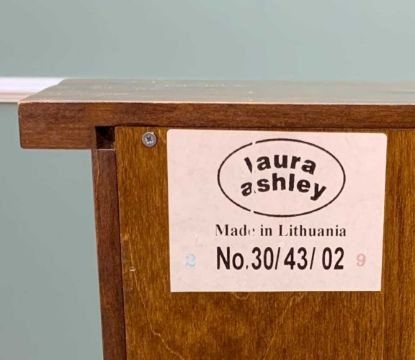 laura
ashley
Made in Lithuania
2 No.30/43/02 9